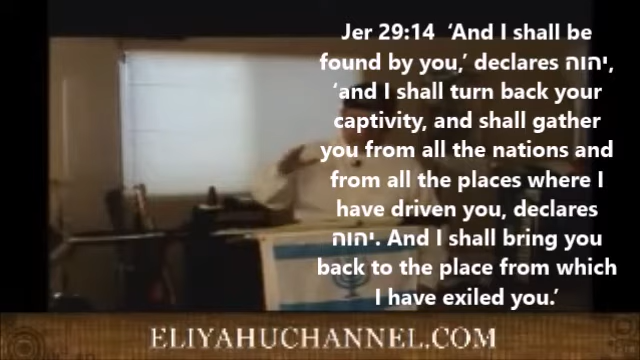 Jer 29:14  ‘And I shall be
found by you,’ declares יהוה,
‘and I shall turn back your
captivity, and shall gather
you from all the nations and
from all the places where I
have driven you, declares
יהוה. And I shall bring you
back to the place from which
I have exiled you.’
ELIYAHUCHANNEL.COM